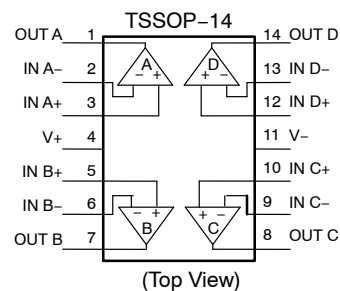 TSSOP−14
OUT A 1 14 OUT D
IN A− 2 A D 13 IN D−
− + + −
IN A+ 3 12 IN D+
V+ 4 11 V−
IN B+ 5 10 IN C+
IN B− 6 − + + − 9 IN C−
B C
OUT B 7 8 OUT C
(Top View)